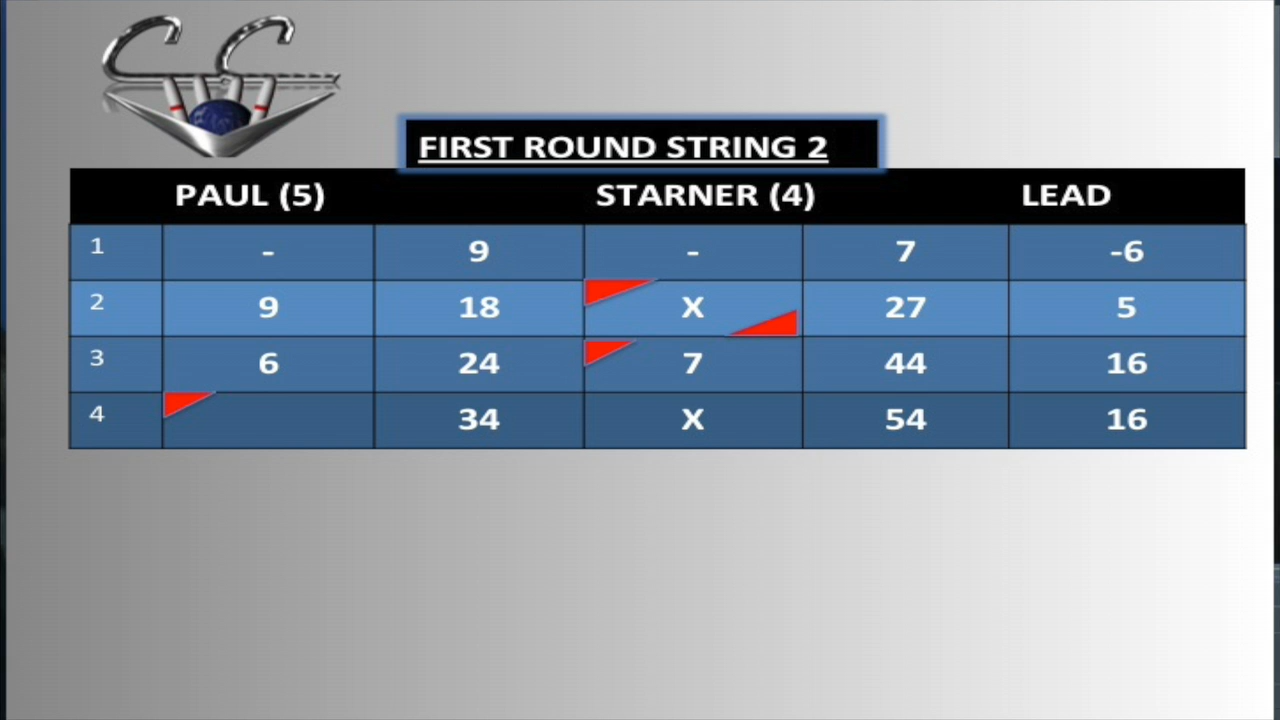 FIRST ROUND STRING 2
PAUL (5) STARNER (4) LEAD
1 - 9 - 7 -6
2 9 18 X 27 5
3 6 24 7 44 16
4 34 X 54 16